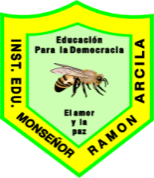 Educación
Para la Democracia
INST. EDU. MONSEÑOR RAMON ARCILA
El amor
y la
paz